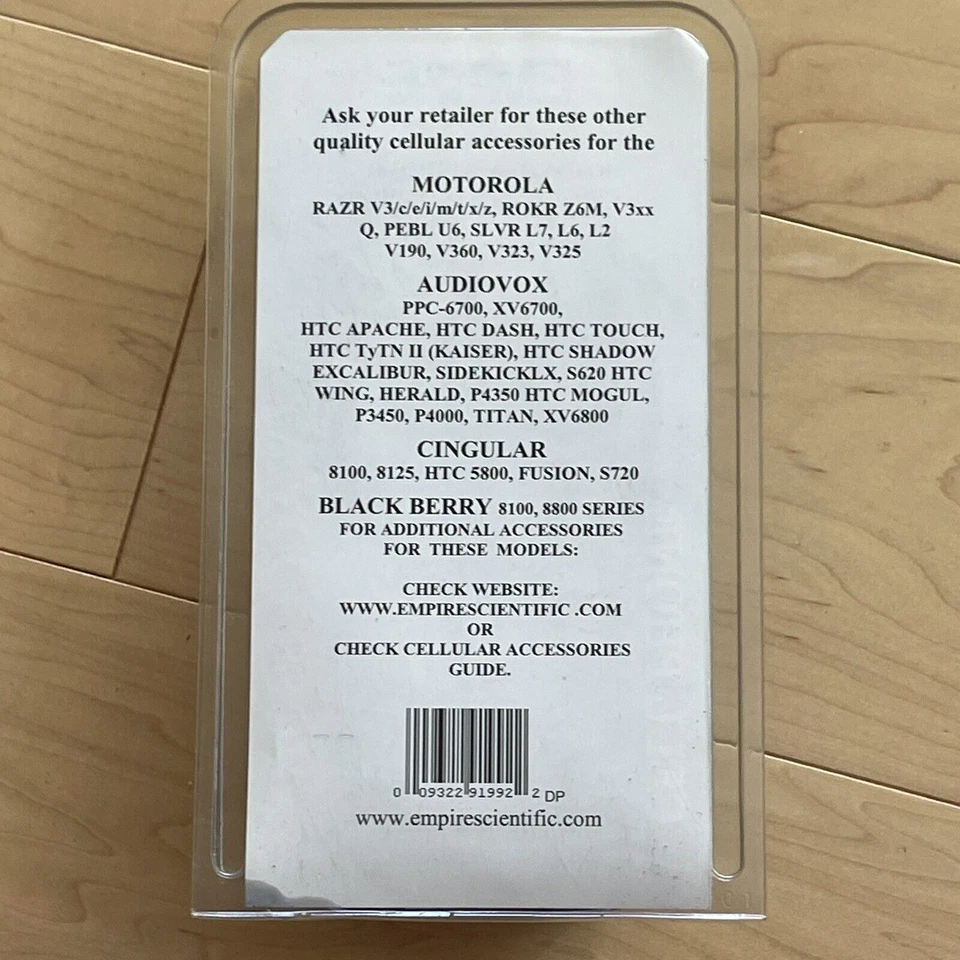 Ask your retailer for these other
quality cellular accessories for the
MOTOROLA
RAZR V3/c/e/i/m/t/x/z, ROKR Z6M, V3xx
Q, PEBL U6, SLVR L7, L6, L2
V190, V360, V323, V325
AUDIOVOX
PPC-6700, XV6700,
HTC APACHE, HTC DASH, HTC TOUCH,
HTC TyTN II (KAISER), HTC SHADOW
EXCALIBUR, SIDEKICKLX, S620 HTC
WING, HERALD, P4350 HTC MOGUL,
P3450, P4000, TITAN, XV6800
CINGULAR
8100, 8125, HTC 5800, FUSION, S720
BLACK BERRY 8100, 8800 SERIES
FOR ADDITIONAL ACCESSORIES
FOR THESE MODELS:
CHECK WEBSITE:
WWW.EMPIRESCIENTIFIC .COM
OR
CHECK CELLULAR ACCESSORIES
GUIDE.
0 09322 91992 2 DP
www.empirescientific.com